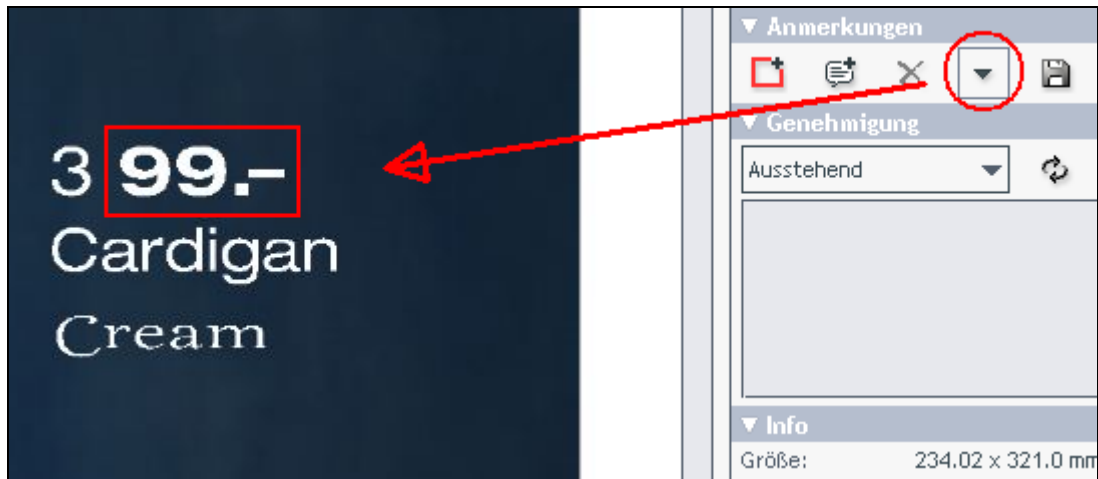 3 99.–
Cardigan
Cream
Anmerkungen
Genehmigung
Ausstehend
Info
Größe: 234.02 x 321.0 mm